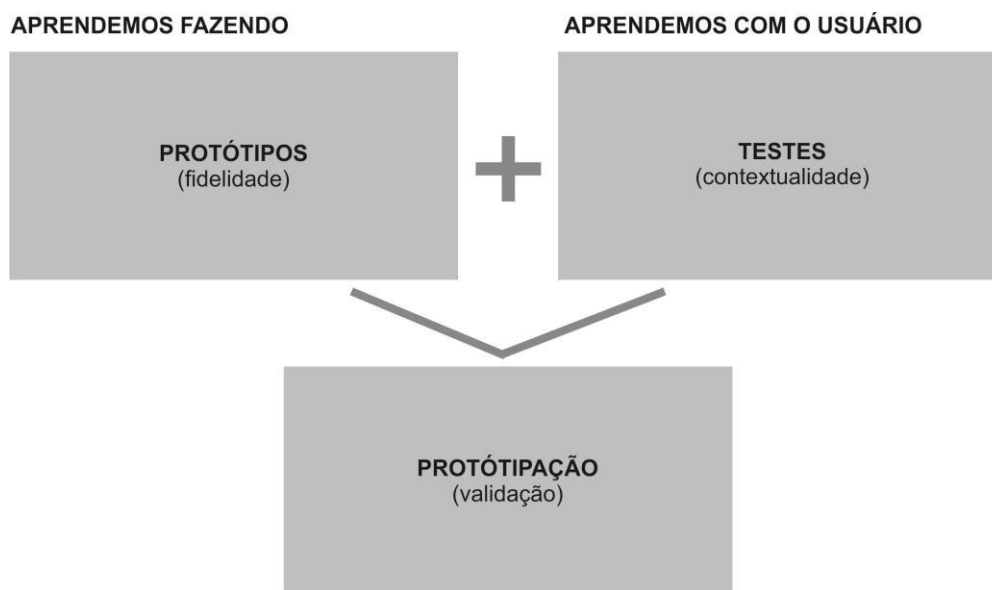 APRENDEMOS FAZENDO
APRENDEMOS COM O USUÁRIO
PROTÓTIPOS
(fidelidade)
TESTES
(contextualidade)
PROTÓTIPAÇÃO
(validação)